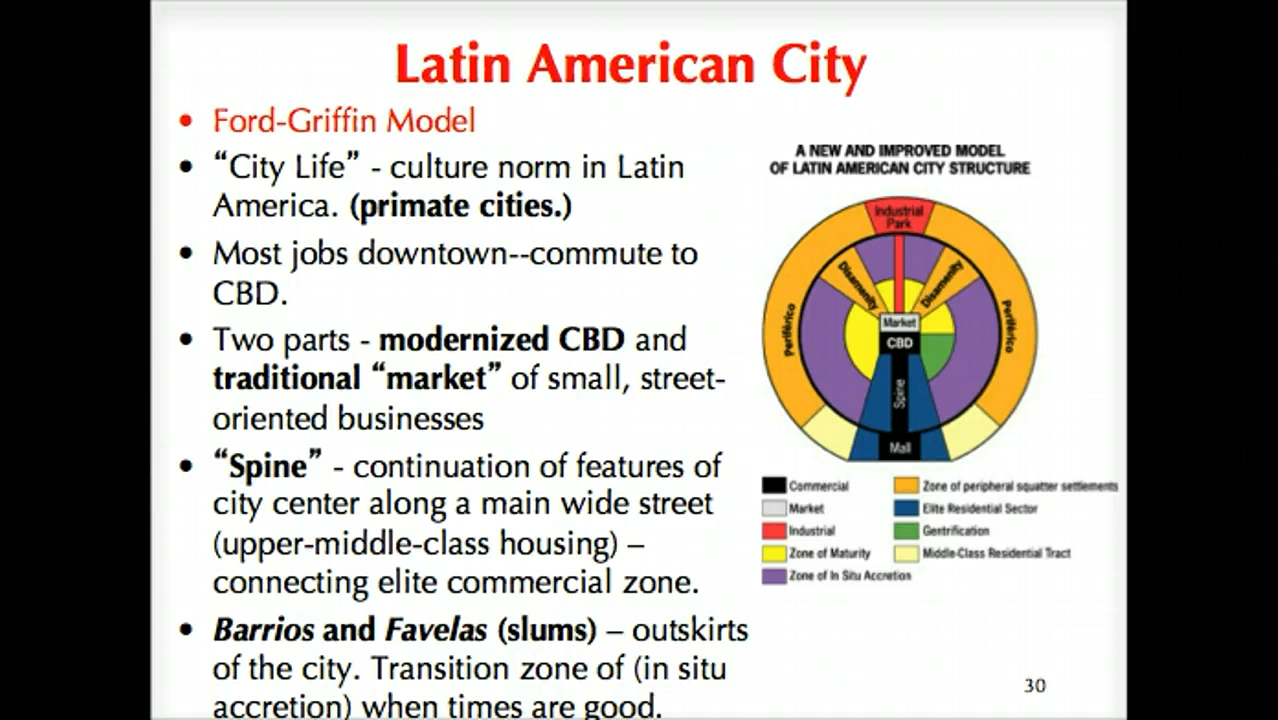 Latin American City
• Ford-Griffin Model
• “City Life” - culture norm in Latin
America. (primate cities.)
• Most jobs downtown--commute to
CBD.
• Two parts - modernized CBD and
traditional “market” of small, street-
oriented businesses
• “Spine” - continuation of features of
city center along a main wide street
(upper-middle-class housing) –
connecting elite commercial zone.
• Barrios and Favelas (slums) – outskirts
of the city. Transition zone of (in situ
accretion) when times are good.
A NEW AND IMPROVED MODEL
OF LATIN AMERICAN CITY STRUCTURE
Industrial
Park
Disamenity
Disamenity
Periférico
Periférico
Market
CBD
Spine
Mall
Commercial
Market
Industrial
Zone of Maturity
Zone of In Situ Accretion
Zone of peripheral squatter settlements
Elite Residential Sector
Gentrification
Middle-Class Residential Tract
30